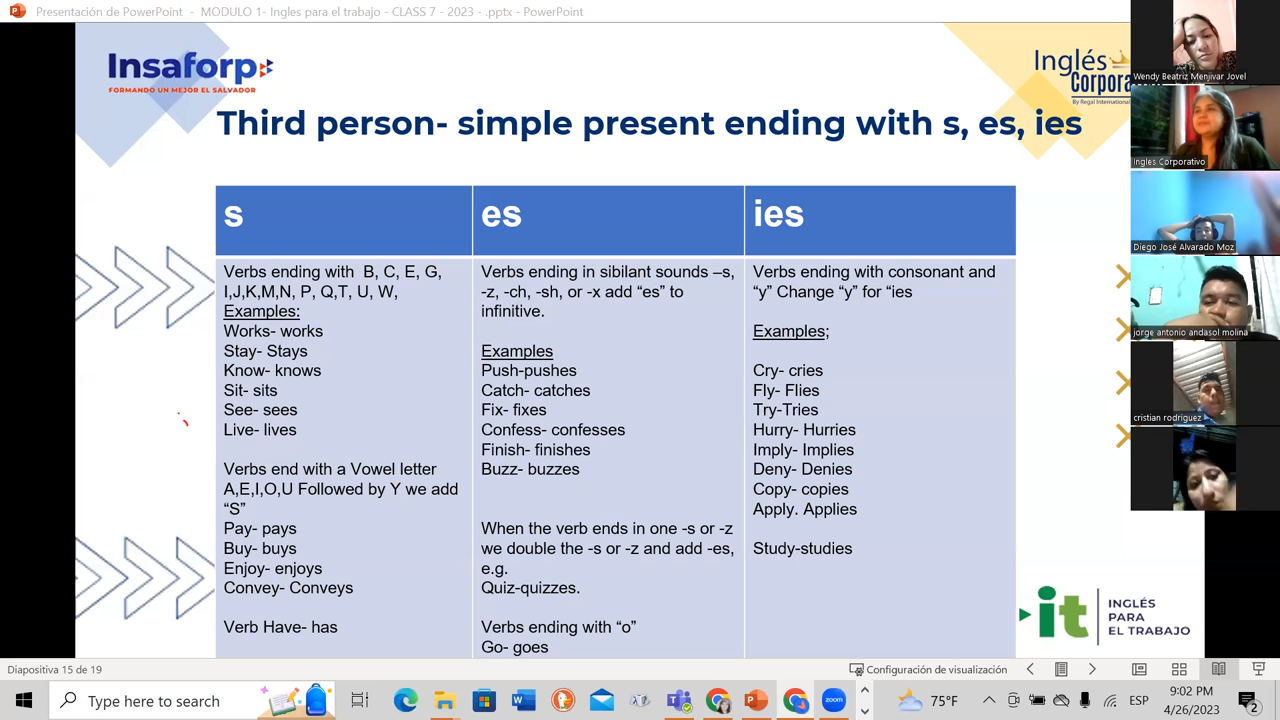 Presentación de PowerPoint - MODULO 1- Ingles para el trabajo - CLASS 7 - 2023 - .pptx - PowerPoint
Insaforp
FORMANDO UN MEJOR EL SALVADOR
Inglés
Corpora
By Regal International
Third person- simple present ending with s, es, ies
s
Verbs ending with B, C, E, G,
I,J,K,M,N, P, Q,T, U, W,
Examples:
Works- works
Stay- Stays
Know- knows
Sit- sits
See- sees
Live- lives
Verbs end with a Vowel letter
A,E,I,O,U Followed by Y we add
“S”
Pay- pays
Buy- buys
Enjoy- enjoys
Convey- Conveys
Verb Have- has
es
Verbs ending in sibilant sounds –s,
-z, -ch, -sh, or -x add “es” to
infinitive.
Examples
Push-pushes
Catch- catches
Fix- fixes
Confess- confesses
Finish- finishes
Buzz- buzzes
When the verb ends in one -s or -z
we double the -s or -z and add -es,
e.g.
Quiz-quizzes.
Verbs ending with “o”
Go- goes
ies
Verbs ending with consonant and
“y” Change “y” for “ies
Examples;
Cry- cries
Fly- Flies
Try-Tries
Hurry- Hurries
Imply- Implies
Deny- Denies
Copy- copies
Apply. Applies
Study-studies
it
INGLÉS
PARA
EL TRABAJO
Wendy Beatriz Menjivar Jovel
Ingles Corporativo
Diego José Alvarado Moz
jorge antonio andasol molina
cristian rodriguez
Diapositiva 15 de 19
Configuración de visualización
Type here to search
zoom
75°F
ESP
9:02 PM
4/26/2023
2